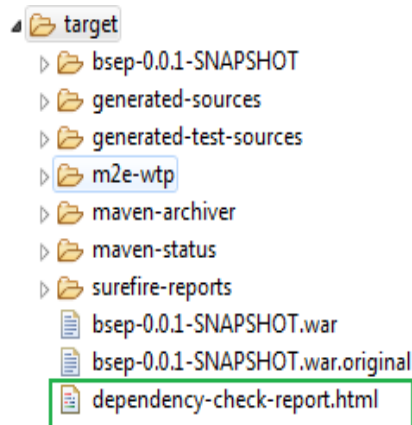 target
bsep-0.0.1-SNAPSHOT
generated-sources
generated-test-sources
m2e-wtp
maven-archiver
maven-status
surefire-reports
bsep-0.0.1-SNAPSHOT.war
bsep-0.0.1-SNAPSHOT.war.original
dependency-check-report.html